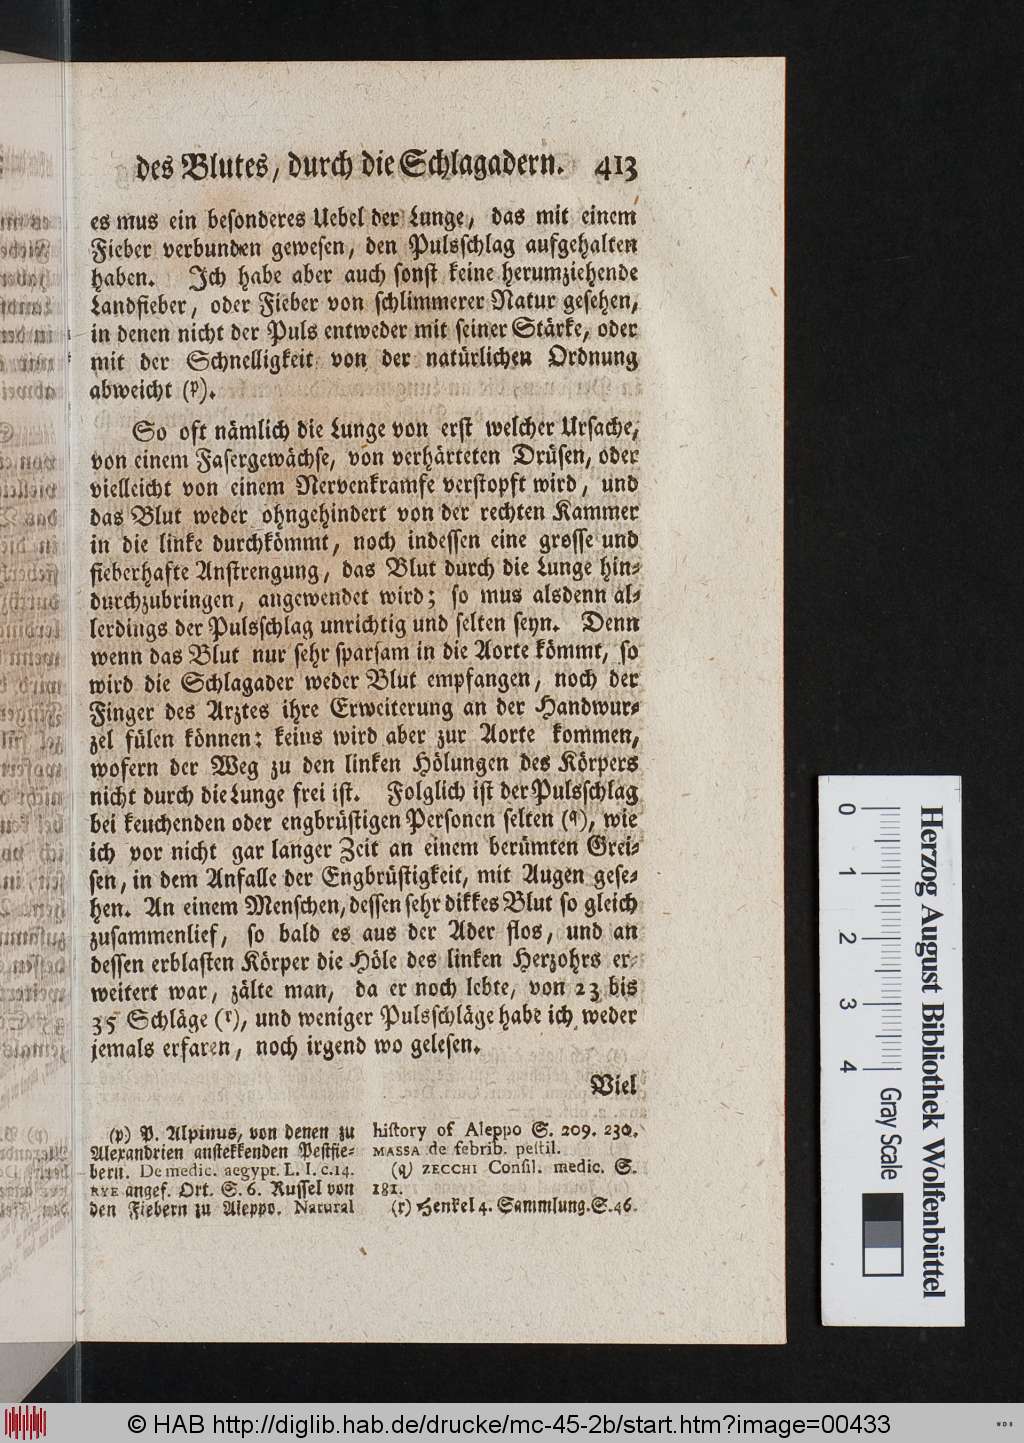 des Blutes, durch die Schlagadern. 413
es mus ein besonderes Uebel der Lunge, das mit einem
Fieber verbunden gewesen, den Pulsschlag aufgehalten
haben. Ich habe aber auch sonst keine herumziehende
Landfieber, oder Fieber von schlimmerer Natur gesehen,
in denen nicht der Puls entweder mit seiner Stärke, oder
mit der Schnelligkeit von der natürlichen Ordnung
abweicht (p).
So oft nämlich die Lunge von erst welcher Ursache,
von einem Fasergewächse, von verhärteten Drüsen, oder
vielleicht von einem Nervenkramfe verstopft wird, und
das Blut weder ohngehindert von der rechten Kammer
in die linke durchkömmt, noch indessen eine grosse und
fieberhafte Anstrengung, das Blut durch die Lunge hin-
durchzubringen, angewendet wird; so mus alsdenn al-
lerdings der Pulsschlag unrichtig und selten seyn. Denn
wenn das Blut nur sehr sparsam in die Aorte kömmt, so
wird die Schlagader weder Blut empfangen, noch der
Finger des Arztes ihre Erweiterung an der Handwur-
zel fülen können: keins wird aber zur Aorte kommen,
wofern der Weg zu den linken Hölungen des Körpers
nicht durch die Lunge frei ist. Folglich ist der Pulsschlag
bei keuchenden oder engbrüstigen Personen selten (q), wie
ich vor nicht gar langer Zeit an einem berümten Grei-
sen, in dem Anfalle der Engbrüstigkeit, mit Augen gese-
hen. An einem Menschen, dessen sehr dikkes Blut so gleich
zusammenlief, so bald es aus der Ader flos, und an
dessen erblasten Körper die Höle des linken Herzohrs er-
weitert war, zälte man, da er noch lebte, von 23 bis
35 Schläge (r), und weniger Pulsschläge habe ich weder
jemals erfaren, noch irgend wo gelesen.
Viel
(p) P. Alpinus, von denen zu
Alexandrien anstekkenden Pestfie-
bern. De medic. aegypt. L. I. c. 14.
RYE angef. Ort. S. 6. Russel von
den Fiebern zu Aleppo. Natural
history of Aleppo S. 209. 230.
MASSA de febrib. pestil.
(q) ZECCHI Consil. medic. S.
181.
(r) Henkel 4. Sammlung. S. 46.
0 1 2 3 4
Gray Scale
Herzog August Bibliothek Wolfenbüttel
© HAB http://diglib.hab.de/drucke/mc-45-2b/start.htm?image=00433
WDB